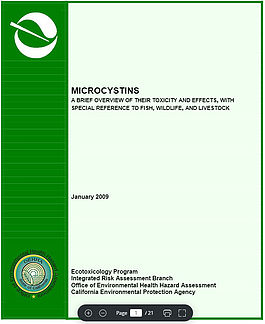 MICROCYSTINS
A BRIEF OVERVIEW OF THEIR TOXICITY AND EFFECTS, WITH
SPECIAL REFERENCE TO FISH, WILDLIFE, AND LIVESTOCK
January 2009
OEHHA
Ecotoxicology Program
Integrated Risk Assessment Branch
Office of Environmental Health Hazard Assessment
California Environmental Protection Agency
Page 1 / 21